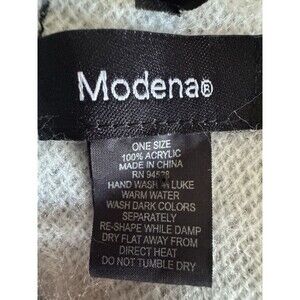 Modena®
ONE SIZE
100% ACRYLIC
MADE IN CHINA
RN
HAND WASH IN LUKE
WARM WATER
WASH DARK COLORS
SEPARATELY
RE-SHAPE WHILE DAMP
DRY FLAT AWAY FROM
DIRECT HEAT
DO NOT TUMBLE DRY